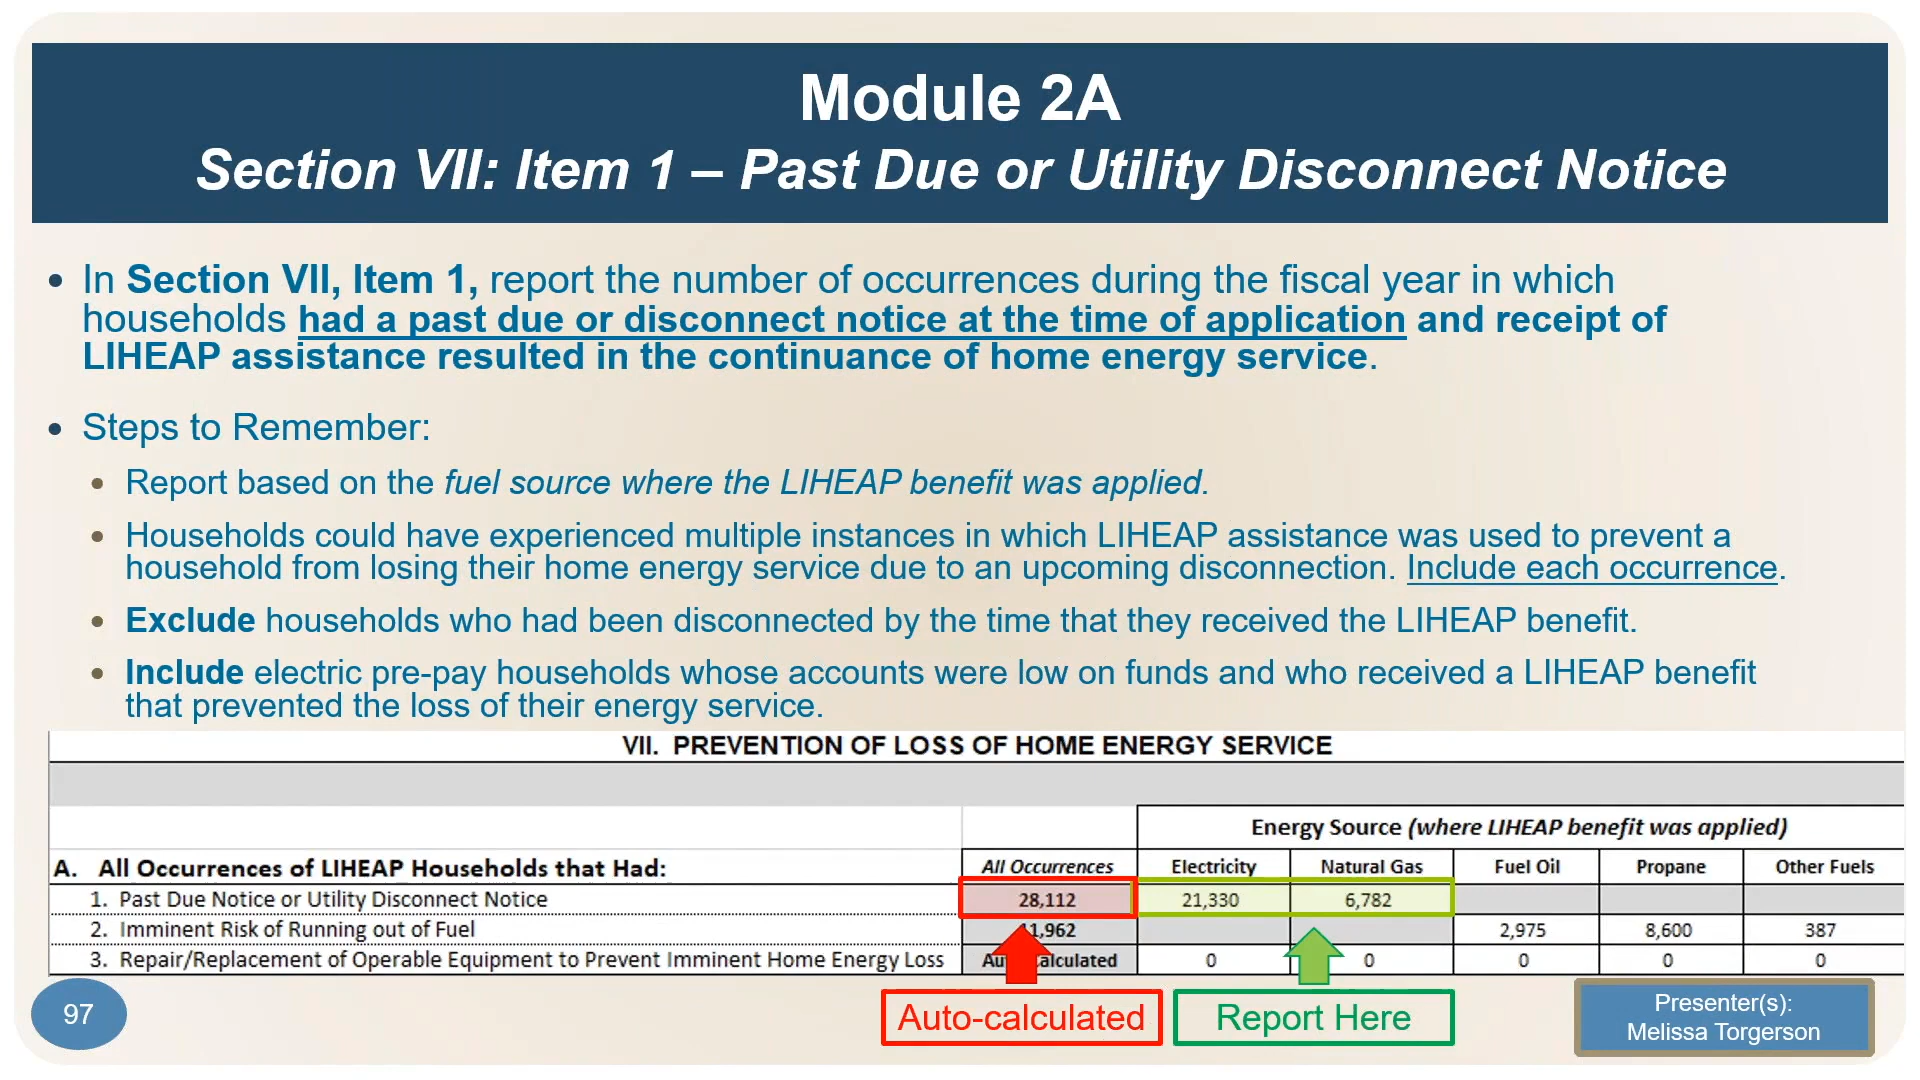 Module 2A
Section VII: Item 1 – Past Due or Utility Disconnect Notice
• In Section VII, Item 1, report the number of occurrences during the fiscal year in which
households had a past due or disconnect notice at the time of application and receipt of
LIHEAP assistance resulted in the continuance of home energy service.
• Steps to Remember:
• Report based on the fuel source where the LIHEAP benefit was applied.
• Households could have experienced multiple instances in which LIHEAP assistance was used to prevent a
household from losing their home energy service due to an upcoming disconnection. Include each occurrence.
• Exclude households who had been disconnected by the time that they received the LIHEAP benefit.
• Include electric pre-pay households whose accounts were low on funds and who received a LIHEAP benefit
that prevented the loss of their energy service.
VII. PREVENTION OF LOSS OF HOME ENERGY SERVICE
Energy Source (where LIHEAP benefit was applied)
A. All Occurrences of LIHEAP Households that Had: All Occurrences Electricity Natural Gas Fuel Oil Propane Other Fuels
1. Past Due Notice or Utility Disconnect Notice 28,112 21,330 6,782
2. Imminent Risk of Running out of Fuel 2,975 8,600 387
3. Repair/Replacement of Operable Equipment to Prevent Imminent Home Energy Loss 0 0 0 0 0
Auto-calculated Report Here
97
Presenter(s):
Melissa Torgerson